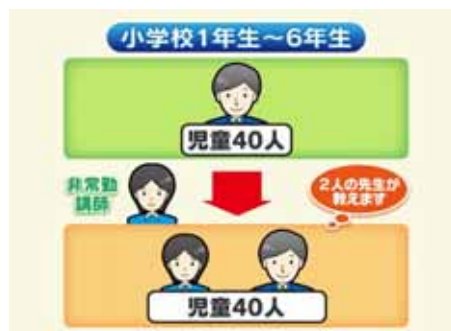 小学校1年生～6年生
児童40人
非常勤
講師
2人の先生が
教えます
児童40人